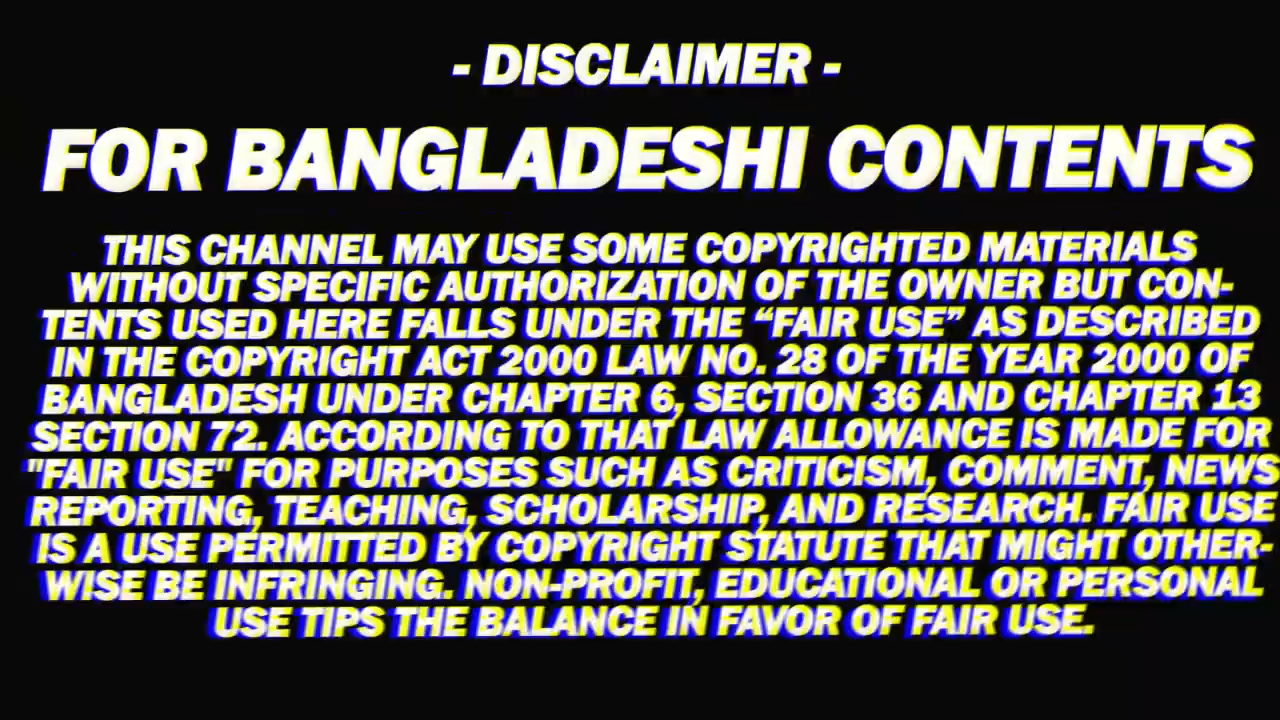 - DISCLAIMER -
FOR BANGLADESHI CONTENTS
THIS CHANNEL MAY USE SOME COPYRIGHTED MATERIALS
WITHOUT SPECIFIC AUTHORIZATION OF THE OWNER BUT CON-
TENTS USED HERE FALLS UNDER THE “FAIR USE” AS DESCRIBED
IN THE COPYRIGHT ACT 2000 LAW NO. 28 OF THE YEAR 2000 OF
BANGLADESH UNDER CHAPTER 6, SECTION 36 AND CHAPTER 13
SECTION 72. ACCORDING TO THAT LAW ALLOWANCE IS MADE FOR
"FAIR USE" FOR PURPOSES SUCH AS CRITICISM, COMMENT, NEWS
REPORTING, TEACHING, SCHOLARSHIP, AND RESEARCH. FAIR USE
IS A USE PERMITTED BY COPYRIGHT STATUTE THAT MIGHT OTHER-
WISE BE INFRINGING. NON-PROFIT, EDUCATIONAL OR PERSONAL
USE TIPS THE BALANCE IN FAVOR OF FAIR USE.